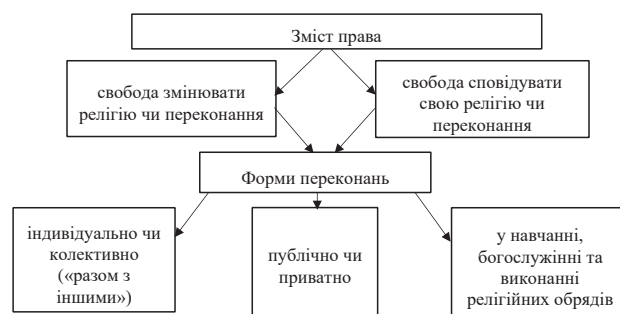 Зміст права
свобода змінювати
релігію чи переконання
свобода сповідувати
свою релігію чи
переконання
Форми переконань
індивідуально чи
колективно
(«разом з
іншими»)
публічно чи
приватно
у навчанні,
богослужінні та
виконанні
релігійних обрядів